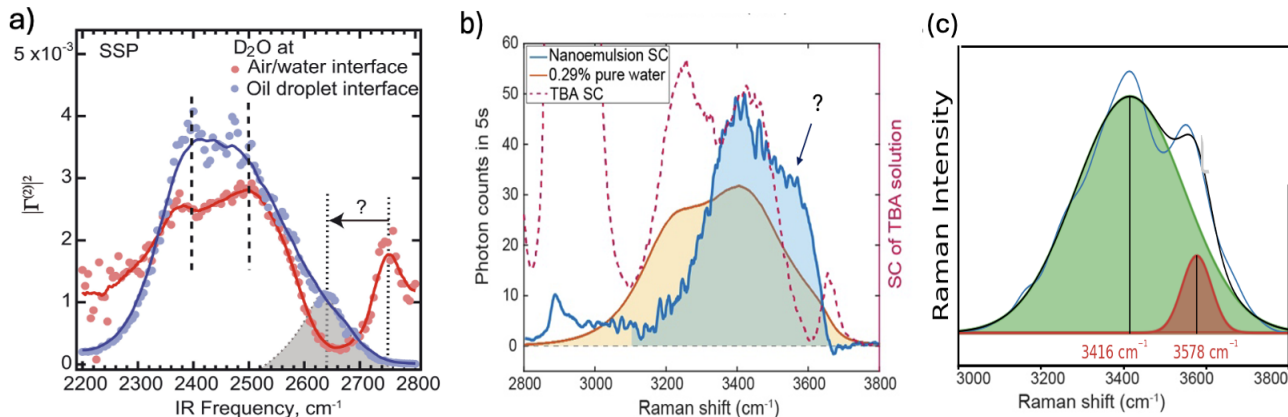 a)
SSP
D₂O at
Air/water interface
Oil droplet interface
?
5 x10⁻³
4
3
2
1
0
|Γ⁽²⁾|²
2200 2300 2400 2500 2600 2700 2800
IR Frequency, cm⁻¹
b)
Nanoemulsion SC
0.29% pure water
TBA SC
?
60
50
40
30
20
10
0
Photon counts in 5s
SC of TBA solution
2800 3000 3200 3400 3600 3800
Raman shift (cm⁻¹)
(c)
Raman Intensity
3416 cm⁻¹ 3578 cm⁻¹
3000 3200 3400 3600 3800
Raman shift (cm⁻¹)